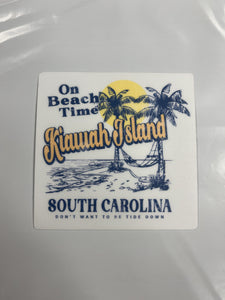 On
Beach
Time
Kiawah Island
SOUTH CAROLINA
DON'T WANT TO BE TIDE DOWN